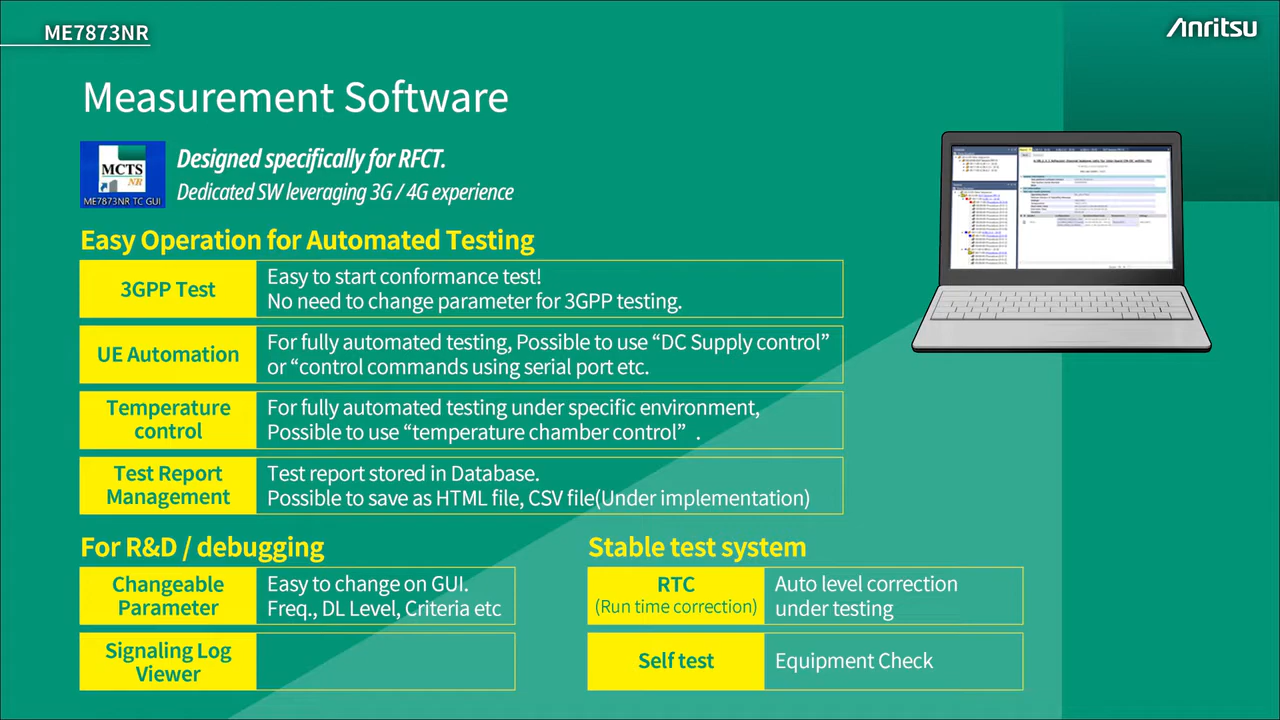 ME7873NR
Anritsu
Measurement Software
MCTS
NR
ME7873NR TC GUI
Designed specifically for RFCT.
Dedicated SW leverging 3G / 4G experience
Easy Operation for Automated Testing
3GPP Test
Easy to start conformance test!
No need to change parameter for 3GPP testing.
UE Automation
For fully automated testing, Possible to use “DC Supply control”
or “control commands using serial port etc.
Temperature
control
For fully automated testing under specific environment,
Possible to use “temperature chamber control” .
Test Report
Management
Test report stored in Database.
Possible to save as HTML file, CSV file(Under implementation)
For R&D / debugging
Changeable
Parameter
Easy to change on GUI.
Freq., DL Level, Criteria etc
Signaling Log
Viewer
Stable test system
RTC
(Run time correction)
Auto level correction
under testing
Self test
Equipment Check